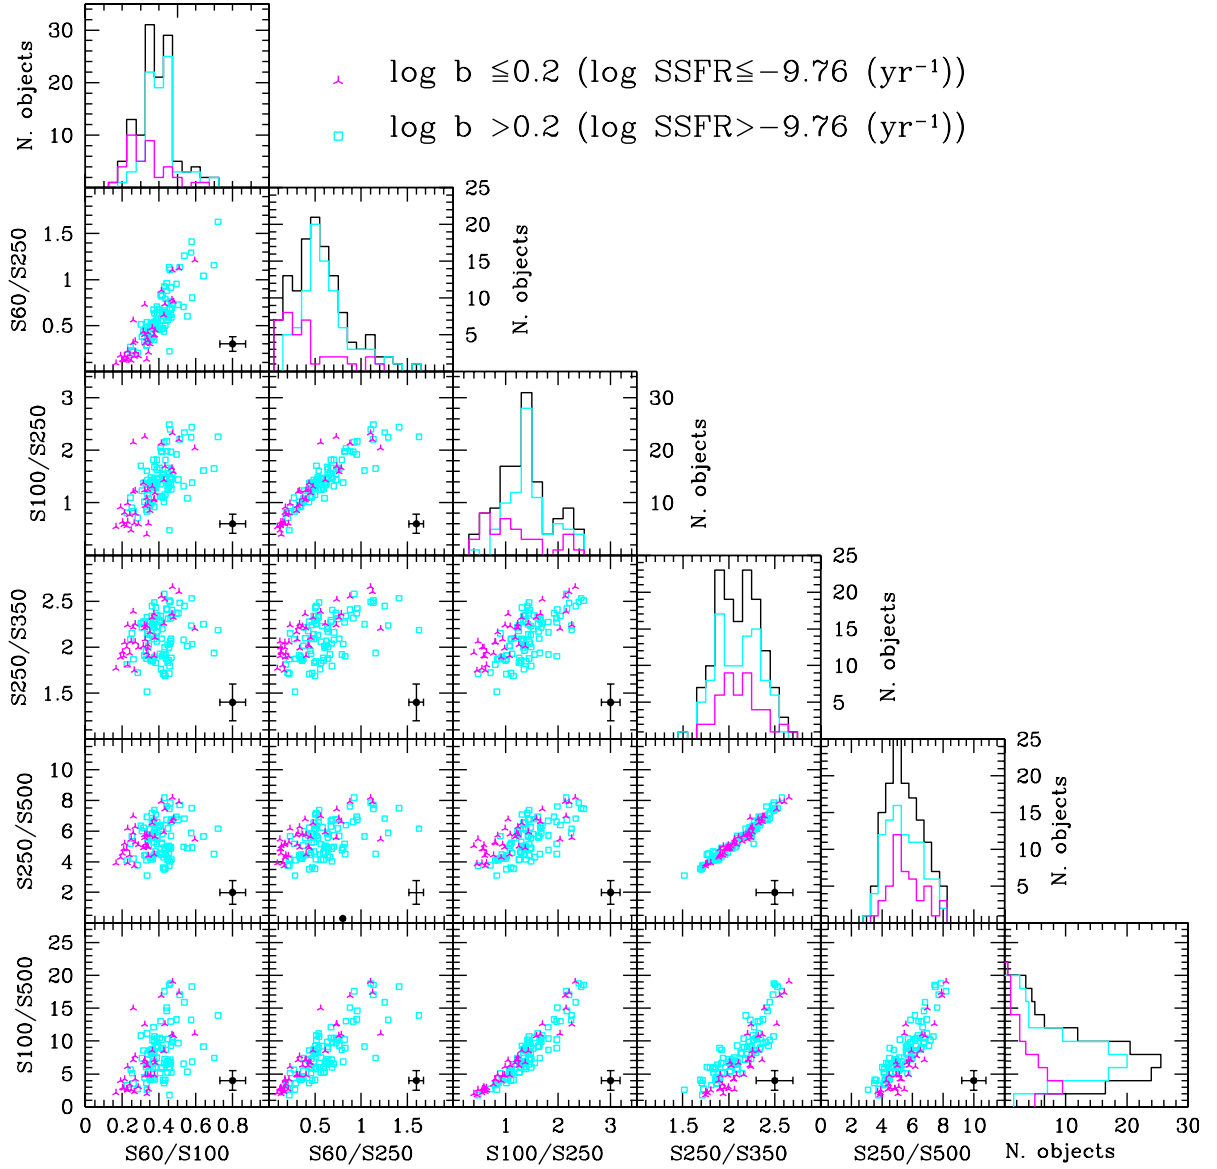 30
20
10
N. objects
log b ≦0.2 (log SSFR≦−9.76 (yr⁻¹))
log b >0.2 (log SSFR>−9.76 (yr⁻¹))
S60/S250
1.5
1
0.5
25
20
15
10
5
N. objects
S100/S250
3
2
1
30
20
10
N. objects
S250/S350
2.5
2
1.5
25
20
15
10
5
N. objects
S250/S500
10
8
6
4
2
25
20
15
10
5
N. objects
S100/S500
25
20
15
10
5
0
0 0.2 0.4 0.6 0.8
S60/S100
0.5 1 1.5
S60/S250
1 2 3
S100/S250
1.5 2 2.5
S250/S350
0 2 4 6 8 10
S250/S500
10 20 30
N. objects